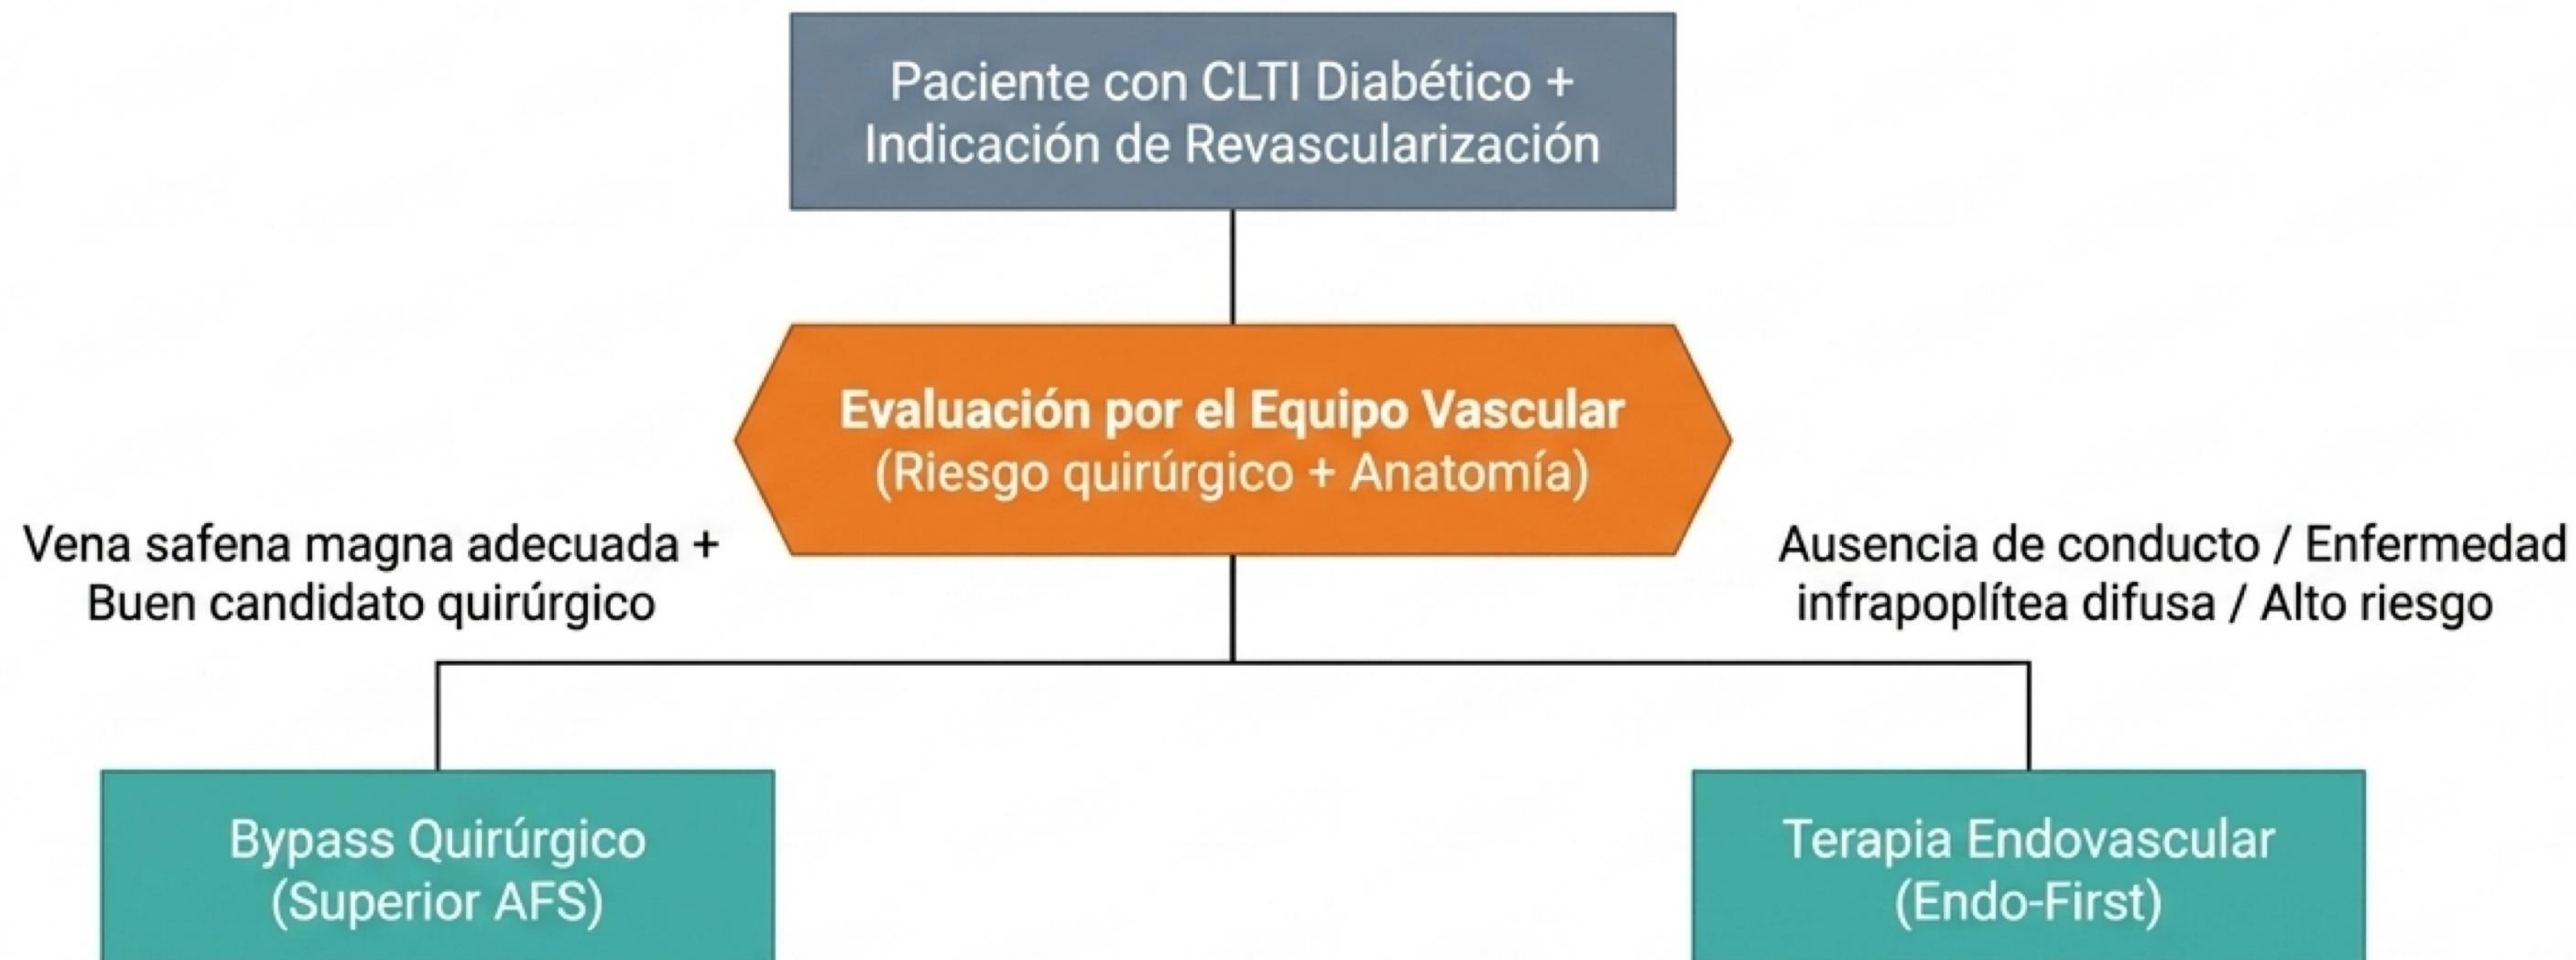 Paciente con CLTI Diabético +
Indicación de Revascularización
Evaluación por el Equipo Vascular
(Riesgo quirúrgico + Anatomía)
Vena safena magna adecuada +
Buen candidato quirúrgico
Ausencia de conducto / Enfermedad
infrapoplítea difusa / Alto riesgo
Bypass Quirúrgico
(Superior AFS)
Terapia Endovascular
(Endo-First)